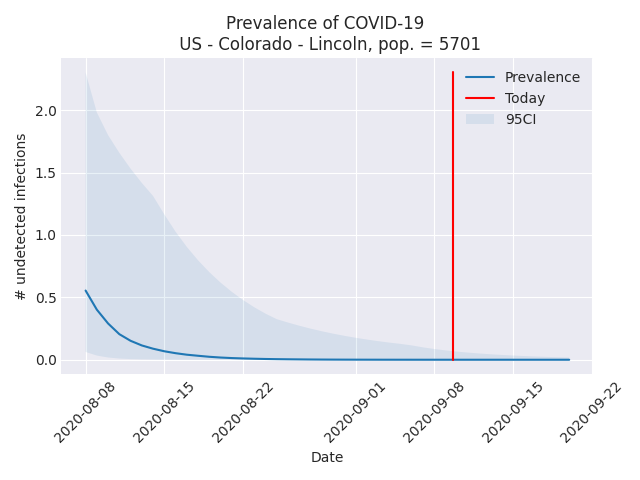 Prevalence of COVID-19
US - Colorado - Lincoln, pop. = 5701
Prevalence
Today
95CI
# undetected infections
2.0
1.5
1.0
0.5
0.0
2020-08-08
2020-08-15
2020-08-22
2020-09-01
2020-09-08
2020-09-15
2020-09-22
Date